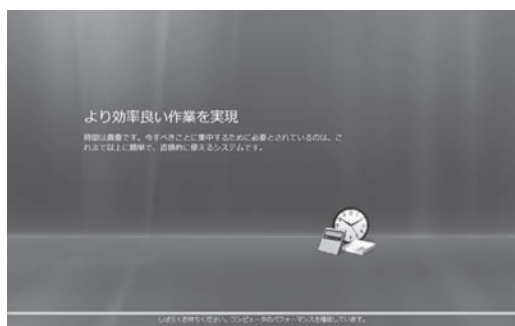 より効率良い作業を実現
時間は貴重です。今すべきことに集中するために必要とされているのは、こ
れまで以上に簡単で、直感的に使えるシステムです。
しばらくお待ちください。コンピュータのパフォーマンスを確認しています。